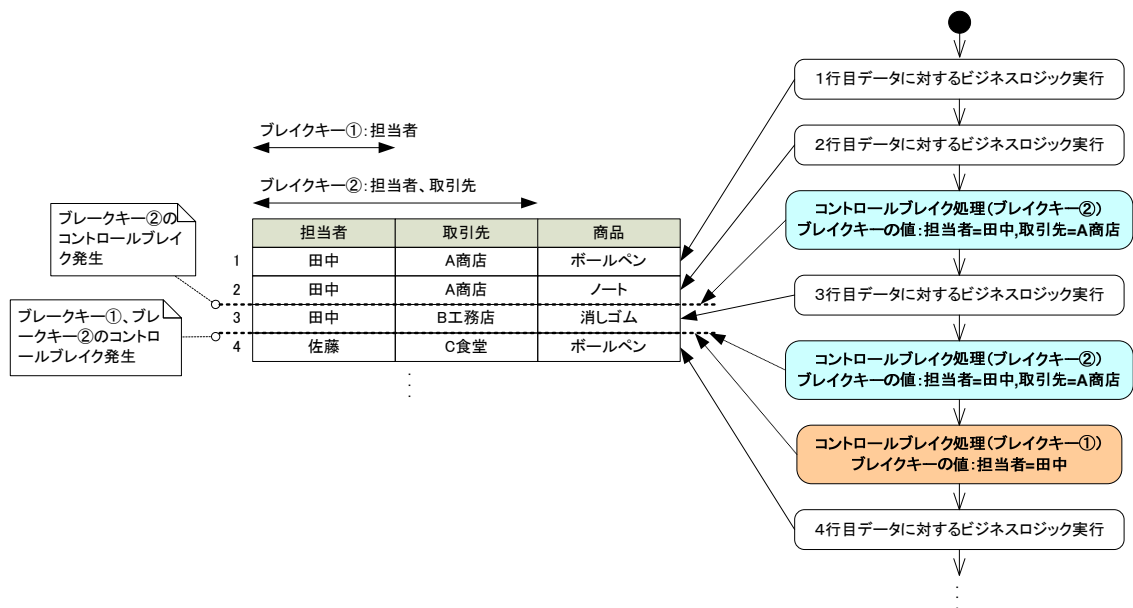 ブレイクキー①:担当者
ブレイクキー②:担当者、取引先
ブレークキー②の
コントロールブレイ
ク発生
ブレークキー①、ブレ
ークキー②のコントロ
ールブレイク発生
担当者 取引先 商品
1 田中 A商店 ボールペン
2 田中 A商店 ノート
3 田中 B工務店 消しゴム
4 佐藤 C食堂 ボールペン
1行目データに対するビジネスロジック実行
2行目データに対するビジネスロジック実行
コントロールブレイク処理(ブレイクキー②)
ブレイクキーの値:担当者=田中,取引先=A商店
3行目データに対するビジネスロジック実行
コントロールブレイク処理(ブレイクキー②)
ブレイクキーの値:担当者=田中,取引先=A商店
コントロールブレイク処理(ブレイクキー①)
ブレイクキーの値:担当者=田中
4行目データに対するビジネスロジック実行